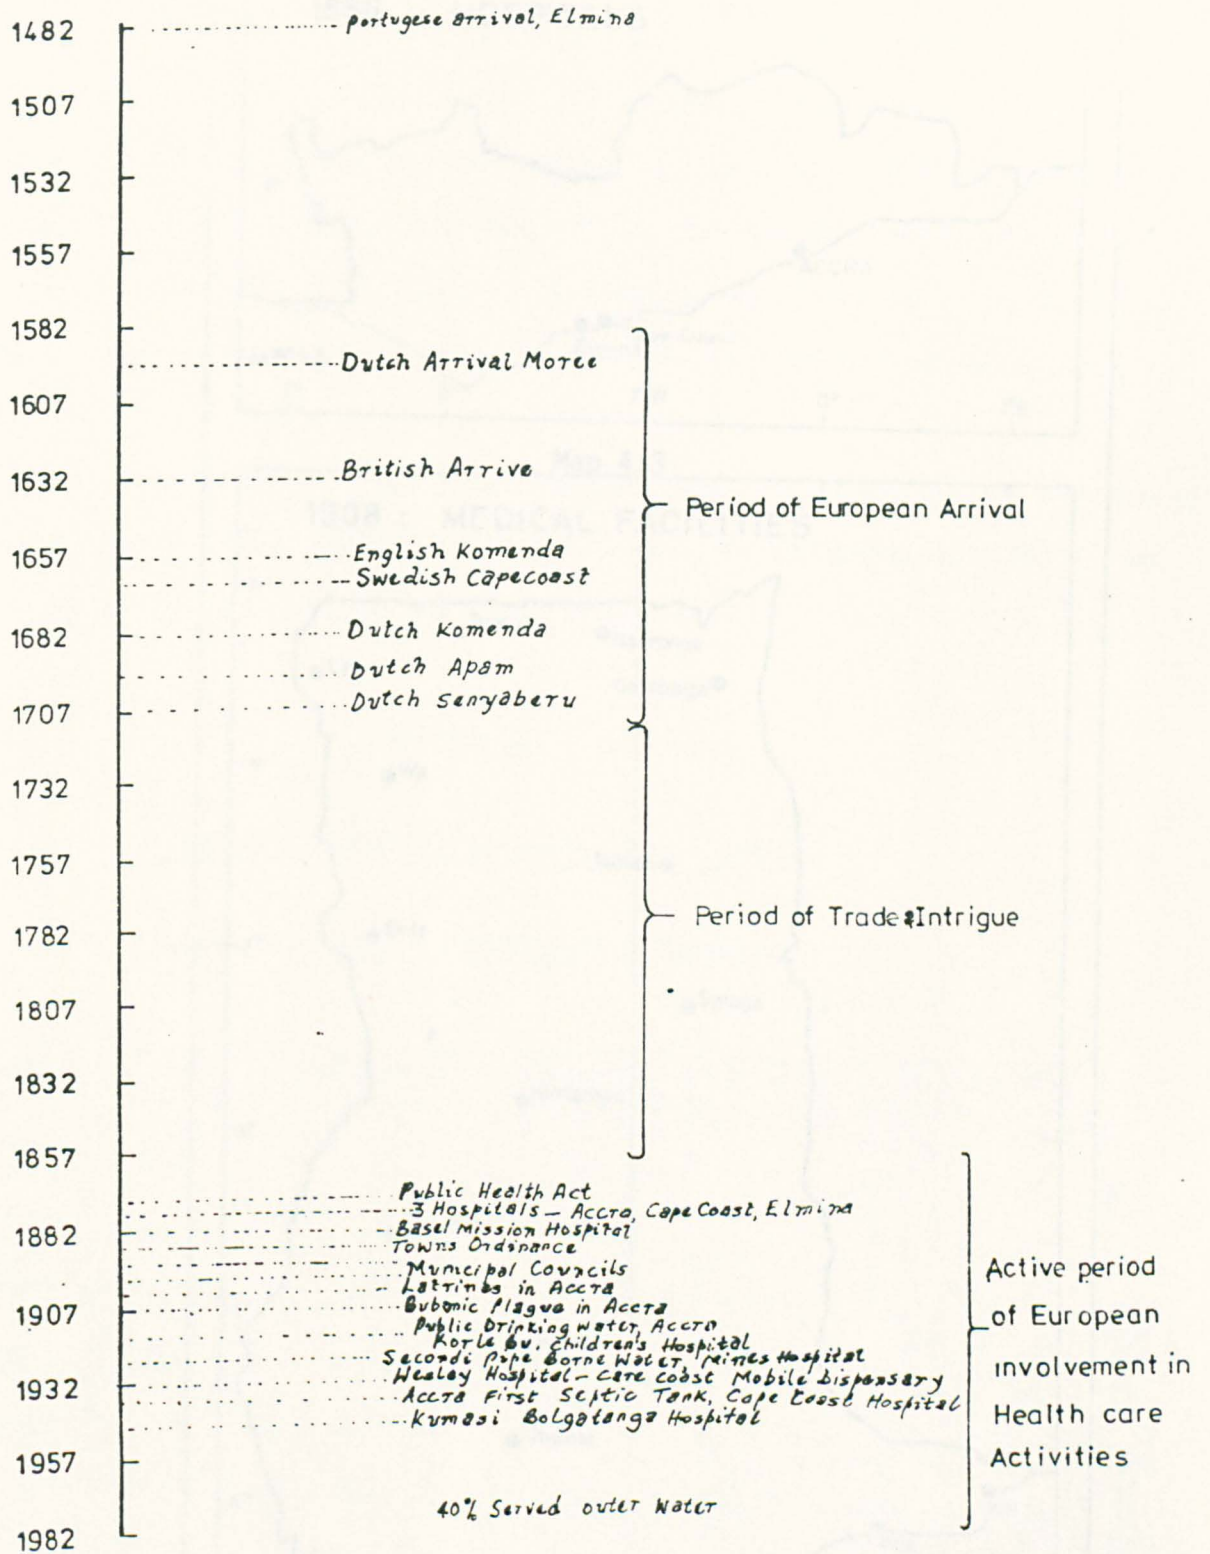 1482 portugese arrival, Elmina
1507
1532
1557
1582
Dutch Arrival Moree
1607
1632 British Arrive
Period of European Arrival
1657 English Komenda
Swedish Capecoast
1682 Dutch Komenda
Dutch Apam
1707 Dutch Senyaberu
1732
1757
1782
Period of Trade & Intrigue
1807
1832
1857
Public Health Act
3 Hospitals – Accra, Cape Coast, Elmina
1882 Basel Mission Hospital
Towns Ordinance
Municipal Councils
Latrines in Accra
1907 Bubonic Plague in Accra
Public Drinking Water, Accra
Korle Bu. Children's Hospital
Secondi Pipe Borne Water, Mines Hospital
1932 Wesley Hospital – Cape Coast Mobile Dispensary
Accra First Septic Tank, Cape Coast Hospital
Kumasi Bolgatanga Hospital
1957
40% Served outer Water
1982
Active period
of European
involvement in
Health care
Activities
1908: MEDICAL FACILITIES